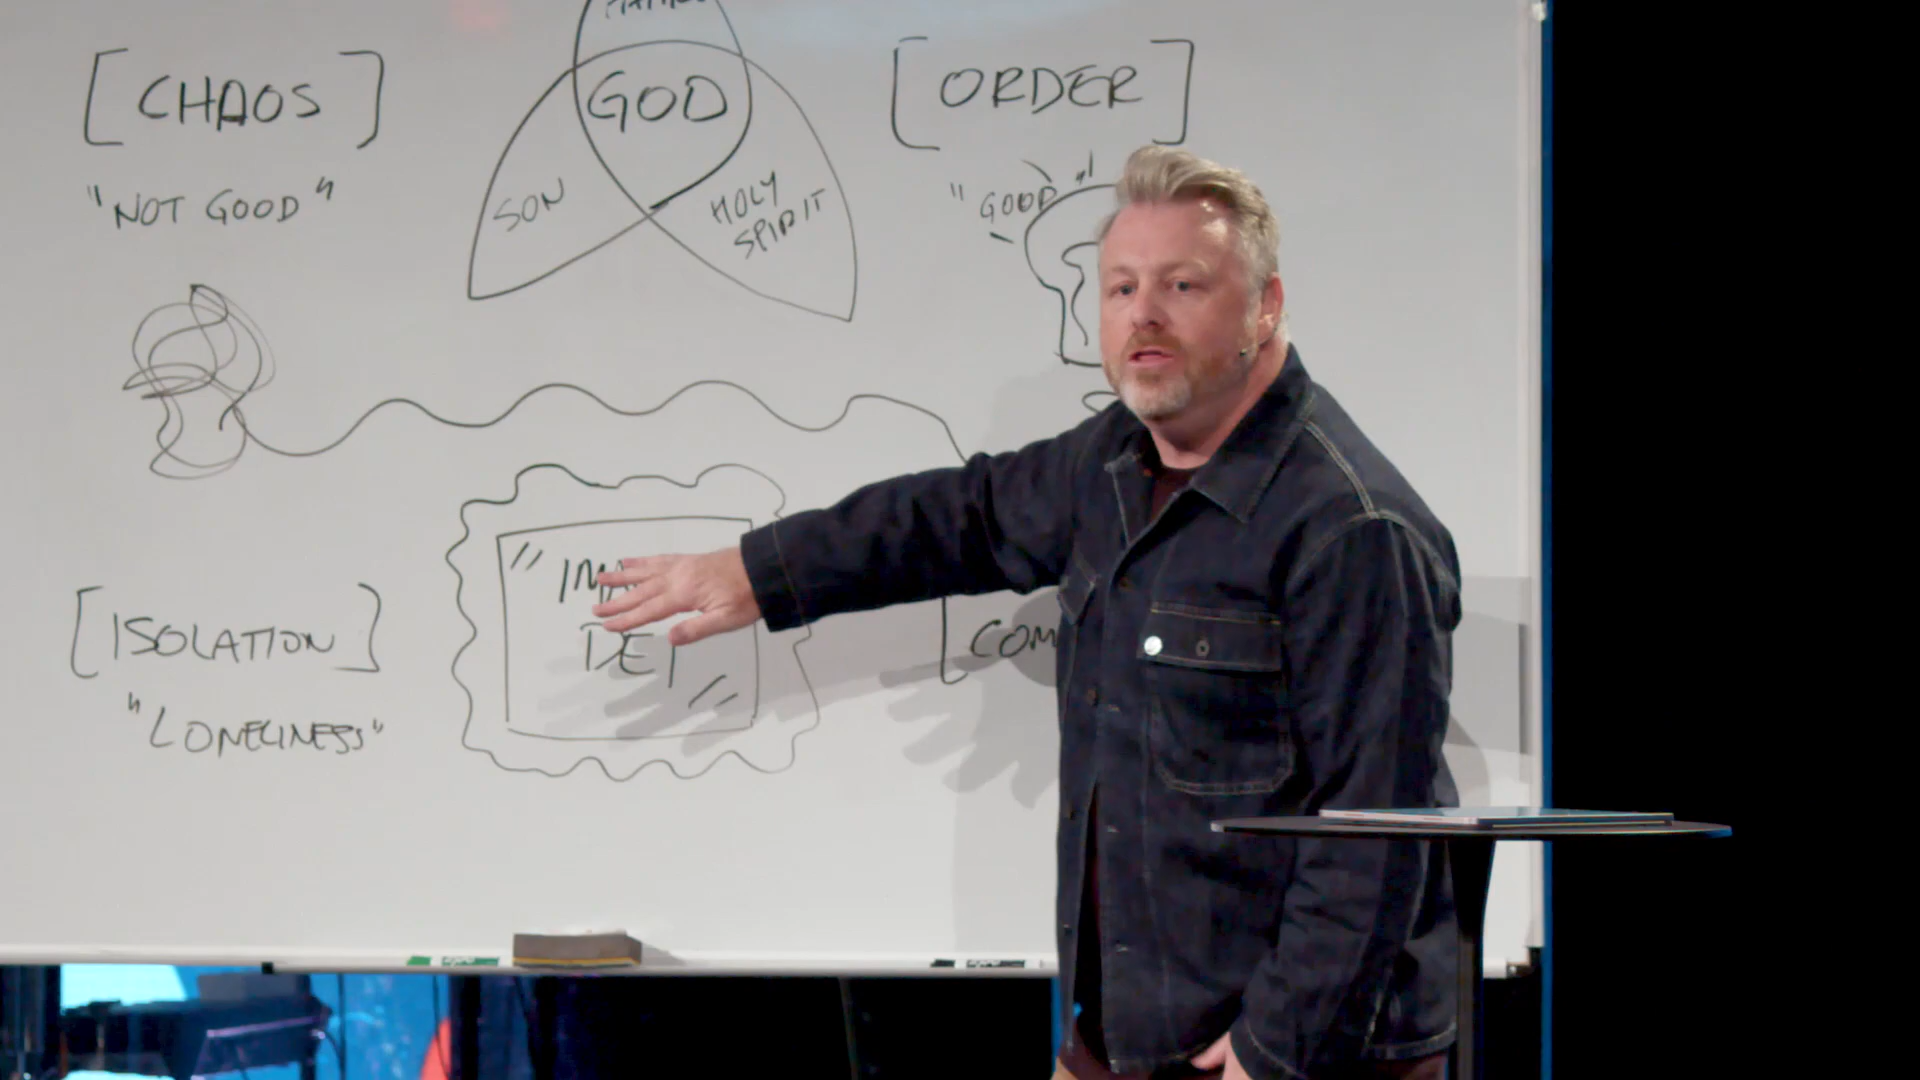 [CHAOS]
"NOT GOOD"
GOD
SON
HOLY
SPIRIT
[ORDER]
"GOOD"
[ISOLATION]
"LONELINESS"